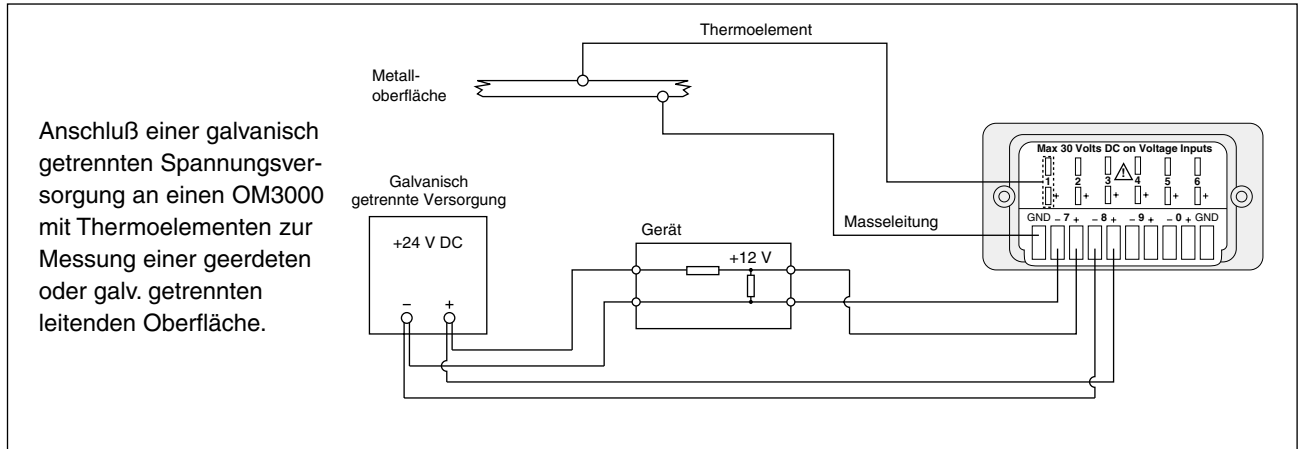 Anschluß einer galvanisch
getrennten Spannungsver-
sorgung an einen OM3000
mit Thermoelementen zur
Messung einer geerdeten
oder galv. getrennten
leitenden Oberfläche.
Thermoelement
Metall-
oberfläche
Galvanisch
getrennte Versorgung
+24 V DC
– +
Gerät
+12 V
Masseleitung
Max 30 Volts DC on Voltage Inputs
1 2 3 4 5 6
+ + + + + +
GND – 7 + – 8 + – 9 + – 0 + GND